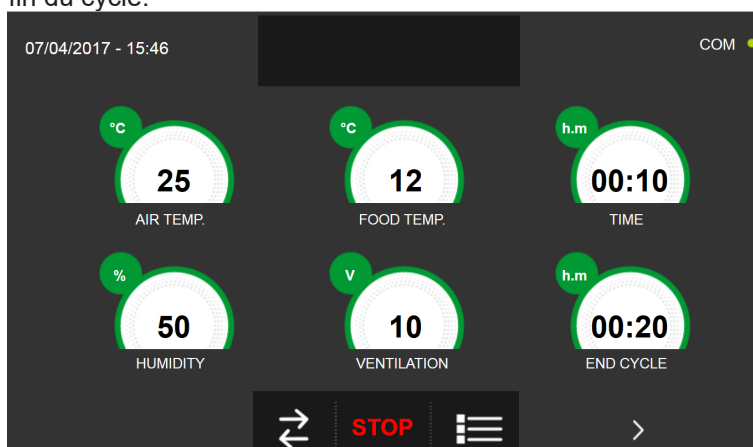 fin du cycle.
07/04/2017 - 15:46
COM
°C
°C
h.m
25
12
00:10
AIR TEMP.
FOOD TEMP.
TIME
%
V
h.m
50
10
00:20
HUMIDITY
VENTILATION
END CYCLE
STOP